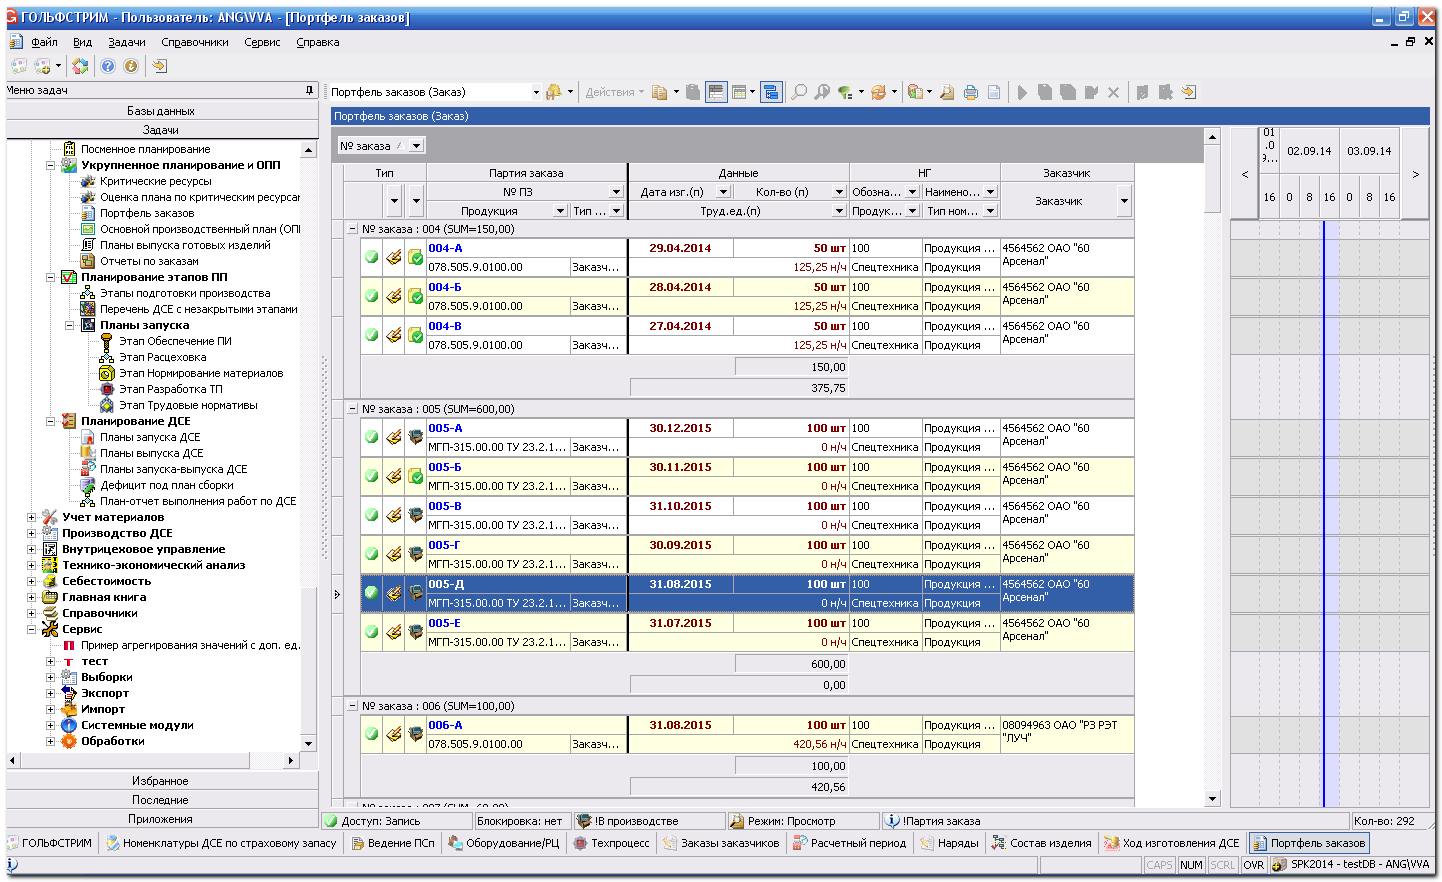 ГОЛЬФСТРИМ - Пользователь: ANG\VVA - [Портфель заказов]
Файл Вид Задачи Справочники Сервис Справка
Меню задач
Базы данных
Задачи
Посменное планирование
Укрупненное планирование и ОПП
Критические ресурсы
Оценка плана по критическим ресурсам
Портфель заказов
Основной производственный план (ОПП
Планы выпуска готовых изделий
Отчеты по заказам
Планирование этапов ПП
Этапы подготовки производства
Перечень ДСЕ с незакрытыми этапами
Планы запуска
Этап Обеспечение ПИ
Этап Расцеховка
Этап Нормирование материалов
Этап Разработка ТП
Этап Трудовые нормативы
Планирование ДСЕ
Планы запуска ДСЕ
Планы выпуска ДСЕ
Планы запуска-выпуска ДСЕ
Дефицит под план сборки
План-отчет выполнения работ по ДСЕ
Учет материалов
Производство ДСЕ
Внутрицеховое управление
Технико-экономический анализ
Себестоимость
Главная книга
Справочники
Сервис
Пример агрегирования значений с доп. ед.
тест
Выборки
Экспорт
Импорт
Системные модули
Обработки
Избранное
Последние
Приложения
Портфель заказов (Заказ) Действия
Портфель заказов (Заказ)
№ заказа
Тип Партия заказа Данные НГ Заказчик
№ ПЗ Дата изг.(п) Кол-во (п) Обозна... Наимено... Заказчик
Продукция Тип ... Труд.ед.(п) Продук... Тип ном...
№ заказа : 004 (SUM=150,00)
004-А 29.04.2014 50 шт 100 Продукция ... 4564562 ОАО "60 Арсенал"
078.505.9.0100.00 Заказч... 125,25 н/ч Спецтехника Продукция
004-Б 28.04.2014 50 шт 100 Продукция ... 4564562 ОАО "60 Арсенал"
078.505.9.0100.00 Заказч... 125,25 н/ч Спецтехника Продукция
004-В 27.04.2014 50 шт 100 Продукция ... 4564562 ОАО "60 Арсенал"
078.505.9.0100.00 Заказч... 125,25 н/ч Спецтехника Продукция
150,00
375,75
№ заказа : 005 (SUM=600,00)
005-А 30.12.2015 100 шт 100 Продукция ... 4564562 ОАО "60 Арсенал"
МГП-315.00.00 ТУ 23.2.1... Заказч... 0 н/ч Спецтехника Продукция
005-Б 30.11.2015 100 шт 100 Продукция ... 4564562 ОАО "60 Арсенал"
МГП-315.00.00 ТУ 23.2.1... Заказч... 0 н/ч Спецтехника Продукция
005-В 31.10.2015 100 шт 100 Продукция ... 4564562 ОАО "60 Арсенал"
МГП-315.00.00 ТУ 23.2.1... Заказч... 0 н/ч Спецтехника Продукция
005-Г 30.09.2015 100 шт 100 Продукция ... 4564562 ОАО "60 Арсенал"
МГП-315.00.00 ТУ 23.2.1... Заказч... 0 н/ч Спецтехника Продукция
005-Д 31.08.2015 100 шт 100 Продукция ... 4564562 ОАО "60 Арсенал"
МГП-315.00.00 ТУ 23.2.1... Заказч... 0 н/ч Спецтехника Продукция
005-Е 31.07.2015 100 шт 100 Продукция ... 4564562 ОАО "60 Арсенал"
МГП-315.00.00 ТУ 23.2.1... Заказч... 0 н/ч Спецтехника Продукция
600,00
0,00
№ заказа : 006 (SUM=100,00)
006-А 31.08.2015 100 шт 100 Продукция ... 08094963 ОАО "РЗ РЭТ "ЛУЧ"
078.505.9.0100.00 Заказч... 420,56 н/ч Спецтехника Продукция
100,00
420,56
№ заказа : 007 (SUM=60,00)
< 01 .0 9... 02.09.14 03.09.14 >
16 0 8 16 0 8 16
Доступ: Запись Блокировка: нет !В производстве Режим: Просмотр !Партия заказа Кол-во: 292
ГОЛЬФСТРИМ Номенклатуры ДСЕ по страховому запасу Ведение ПСп Оборудование/РЦ Техпроцесс Заказы заказчиков Расчетный период Наряды Состав изделия Ход изготовления ДСЕ Портфель заказов
CAPS NUM SCRL OVR SPK2014 - testDB - ANG\VVA